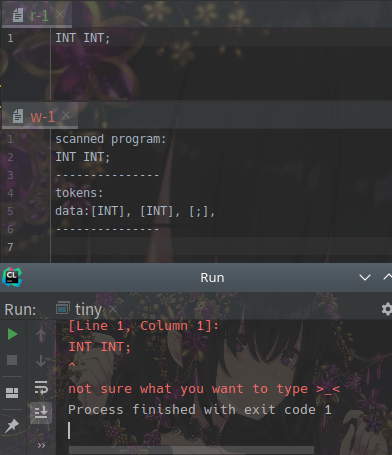 r-1
1 INT INT;
w-1
1 scanned program:
2 INT INT;
3 ---------------
4 tokens:
5 data:[INT], [INT], [;],
6 ---------------
7
CL Run
Run: tiny
[Line 1, Column 1]:
INT INT;
^
not sure what you want to type >_<
Process finished with exit code 1